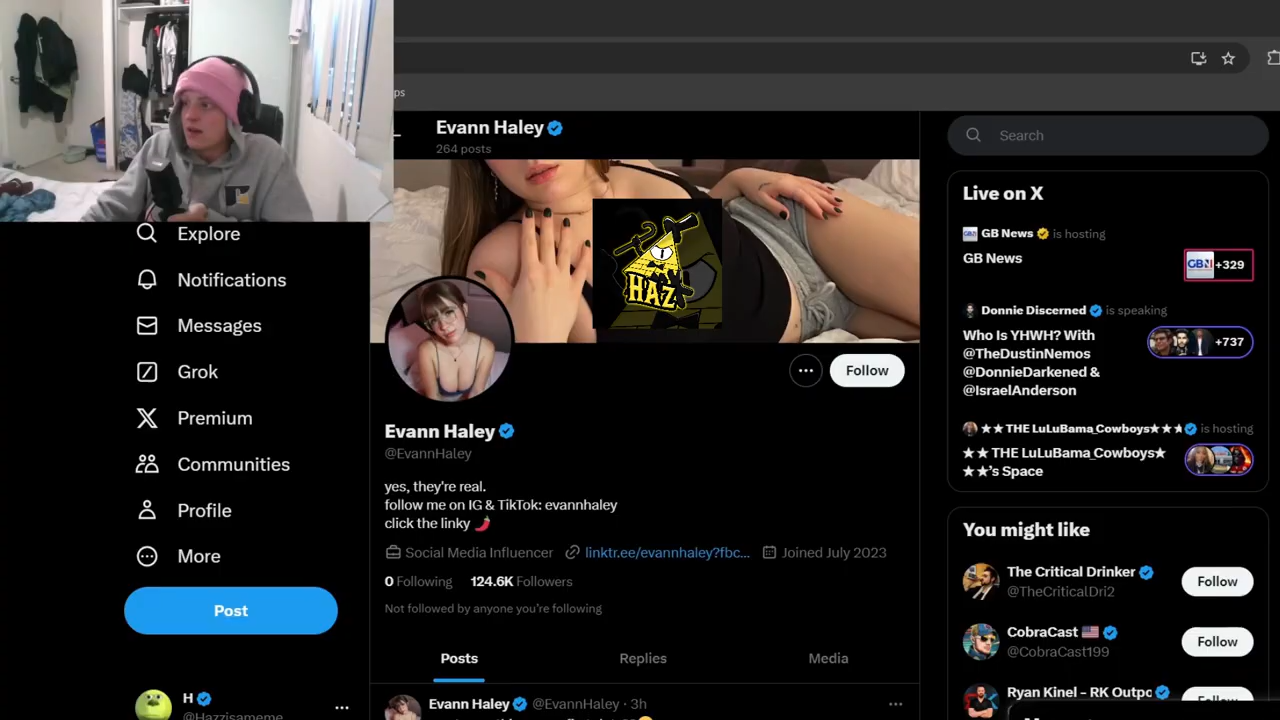 ps
Evann Haley
264 posts
HAZ
Explore
Notifications
Messages
Grok
Premium
Communities
Profile
More
Post
H
@Hazzisameme
Follow
Evann Haley
@EvannHaley
yes, they're real.
follow me on IG & TikTok: evannhaley
click the linky 🌶️
Social Media Influencer linktr.ee/evannhaley?fbc... Joined July 2023
0 Following 124.6K Followers
Not followed by anyone you're following
Posts Replies Media
Evann Haley @EvannHaley · 3h
Search
Live on X
GB News is hosting
GB News
GBN +329
Donnie Discerned is speaking
Who Is YHWH? With
@TheDustinNemos
@DonnieDarkened &
@IsraelAnderson
+737
★★ THE LuLuBama_Cowboys★★★ is hosting
★★ THE LuLuBama_Cowboys★
★★'s Space
You might like
The Critical Drinker
@TheCriticalDri2
Follow
CobraCast 🇺🇸
@CobraCast199
Follow
Ryan Kinel - RK Outpo
Follow